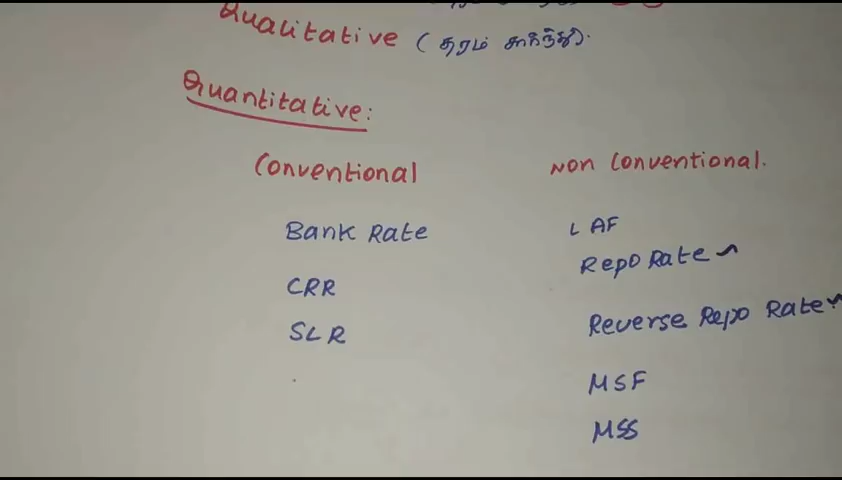 Qualitative (தரம் சார்ந்து).
Quantitative:
Conventional
Non Conventional.
Bank Rate
LAF
Repo Rate
CRR
Reverse Repo Rate
SLR
MSF
MSS